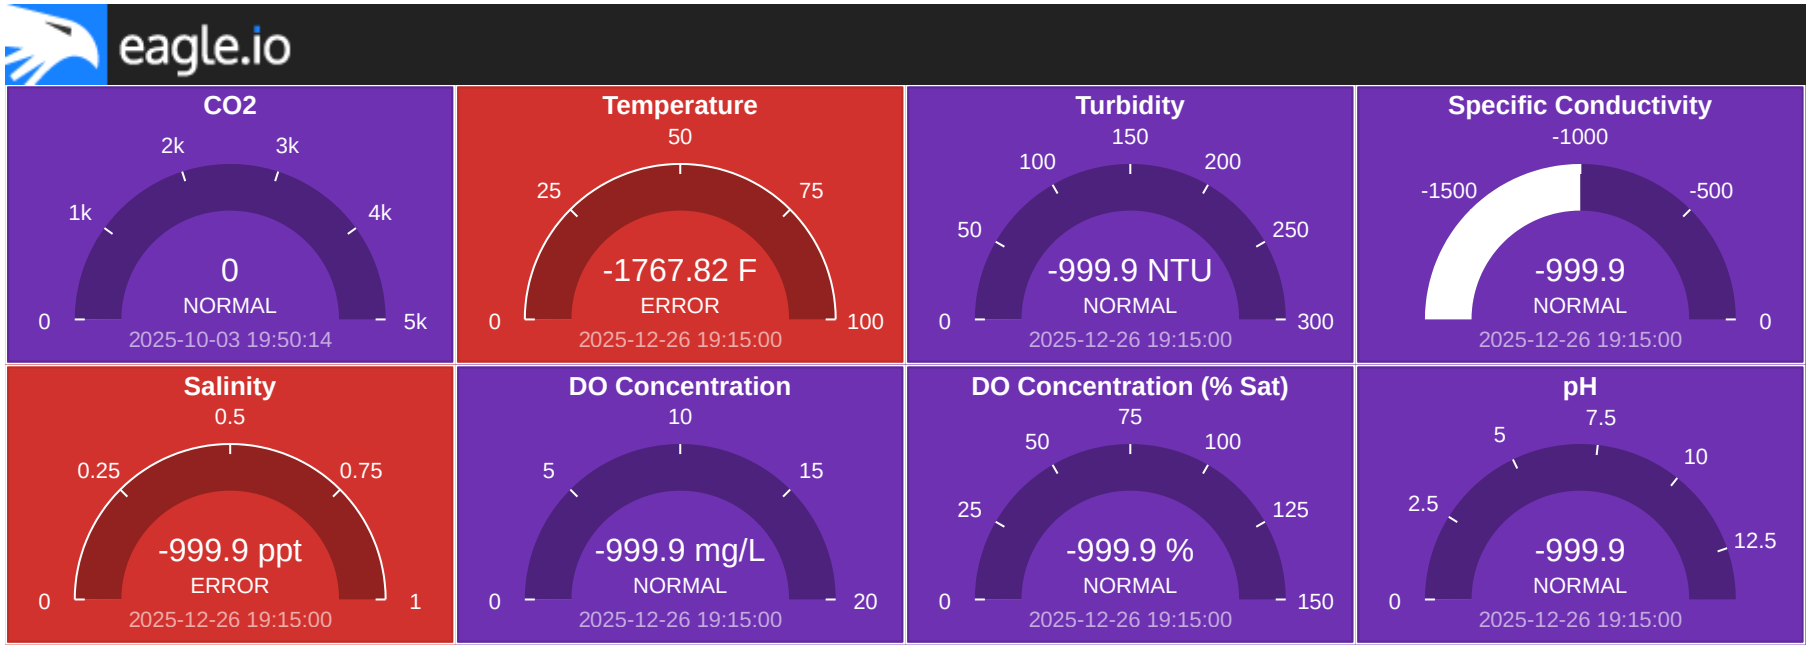 eagle.io
CO2
2k
3k
1k
4k
0
NORMAL
0
5k
2025-10-03 19:50:14
Temperature
50
25
75
-1767.82 F
ERROR
0
100
2025-12-26 19:15:00
Turbidity
150
100
200
50
250
-999.9 NTU
NORMAL
0
300
2025-12-26 19:15:00
Specific Conductivity
-1000
-1500
-500
-999.9
NORMAL
0
2025-12-26 19:15:00
Salinity
0.5
0.25
0.75
-999.9 ppt
ERROR
0
1
2025-12-26 19:15:00
DO Concentration
10
5
15
-999.9 mg/L
NORMAL
0
20
2025-12-26 19:15:00
DO Concentration (% Sat)
75
50
100
25
125
-999.9 %
NORMAL
0
150
2025-12-26 19:15:00
pH
7.5
5
10
2.5
12.5
-999.9
NORMAL
0
2025-12-26 19:15:00